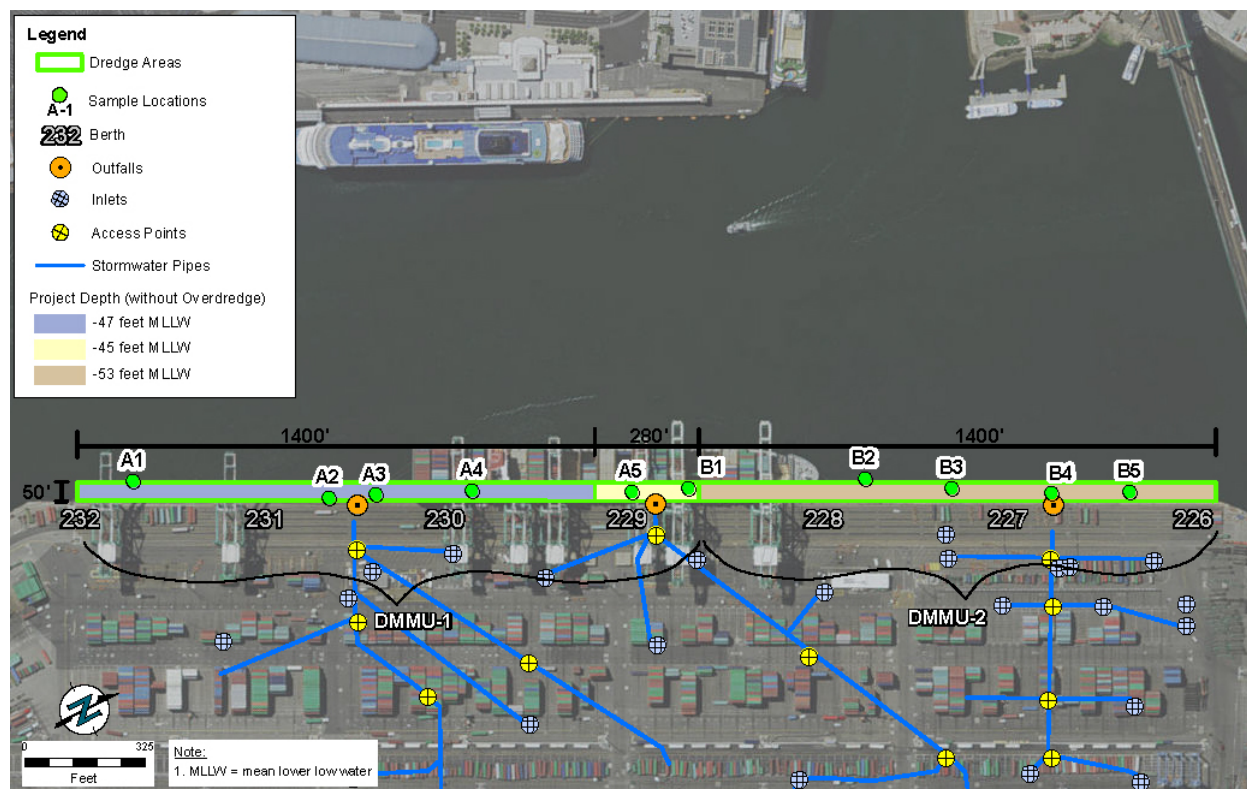 Legend
Dredge Areas
A-1
Sample Locations
232
Berth
Outfalls
Inlets
Access Points
Stormwater Pipes
Project Depth (without Overdredge)
-47 feet MLLW
-45 feet MLLW
-53 feet MLLW
1400'
280'
1400'
A1
A2
A3
A4
A5
B1
B2
B3
B4
B5
50'
232
231
230
229
228
227
226
DMMU-1
DMMU-2
Z
0
325
Feet
Note:
1. MLLW = mean lower low water